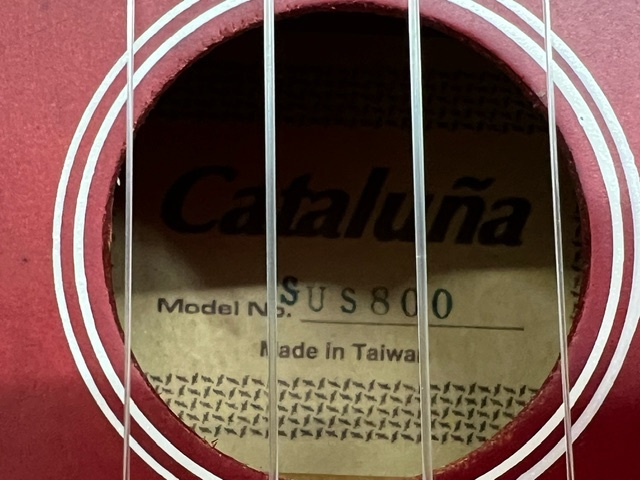 Cataluña
Model No. SUS800
Made in Taiwan